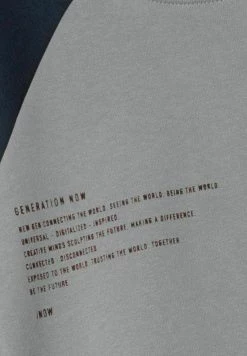 GENERATION NOW
NEW GEN CONNECTING THE WORLD. SEEING THE WORLD. BEING THE WORLD.
UNIVERSAL - DIGITALIZED - INSPIRED.
CREATIVE MINDS SCULPTING THE FUTURE. MAKING A DIFFERENCE.
CONNECTED - DISCONNECTED
EXPOSED TO THE WORLD. TRUSTING THE WORLD. TOGETHER
BE THE FUTURE
/NOW